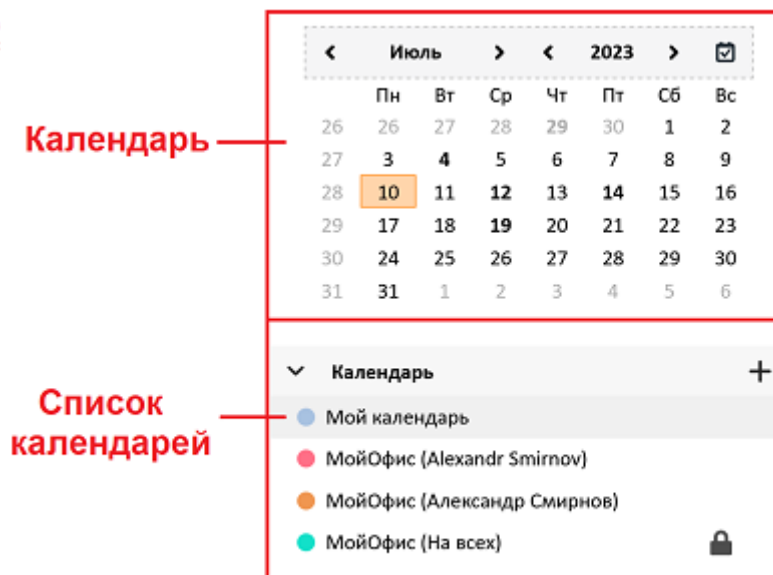 Июль 2023
Пн Вт Ср Чт Пт Сб Вс
26 26 27 28 29 30 1 2
Календарь
27 3 4 5 6 7 8 9
28 10 11 12 13 14 15 16
29 17 18 19 20 21 22 23
30 24 25 26 27 28 29 30
31 31 1 2 3 4 5 6
Календарь
Список
календарей
Мой календарь
МойОфис (Alexandr Smirnov)
МойОфис (Александр Смирнов)
МойОфис (На всех)